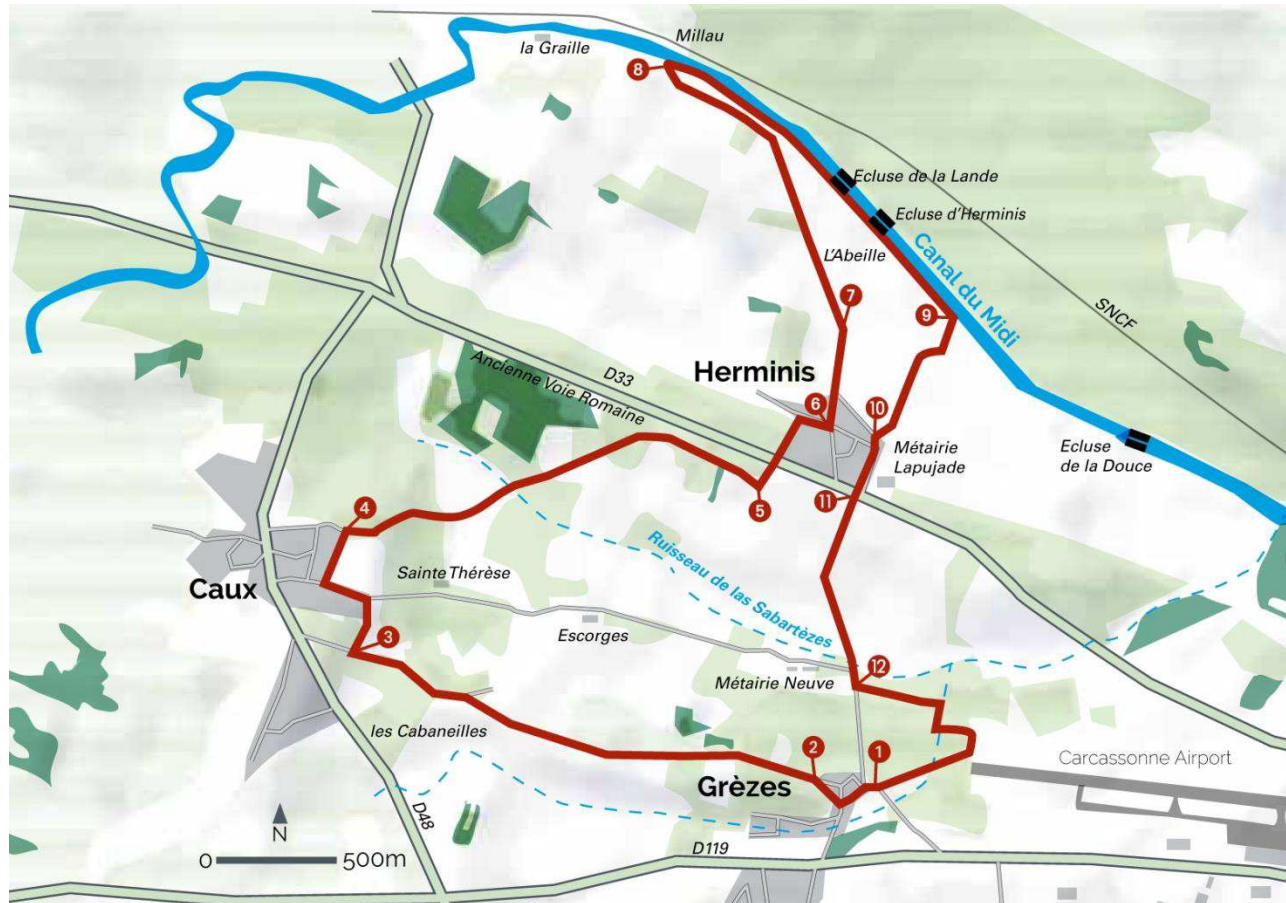 la Graille
Millau
8
Ecluse de la Lande
Ecluse d'Herminis
L'Abeille
Canal du Midi
SNCF
7
9
Herminis
D33
Ancienne Voie Romaine
6
10
Métairie
Lapujade
Ecluse
de la Douce
5
11
4
Caux
Sainte Thérèse
Ruisseau de las Sabartèzes
Escorges
3
12
Métairie Neuve
les Cabaneilles
2
1
Grèzes
Carcassonne Airport
N
0
500m
D48
D119